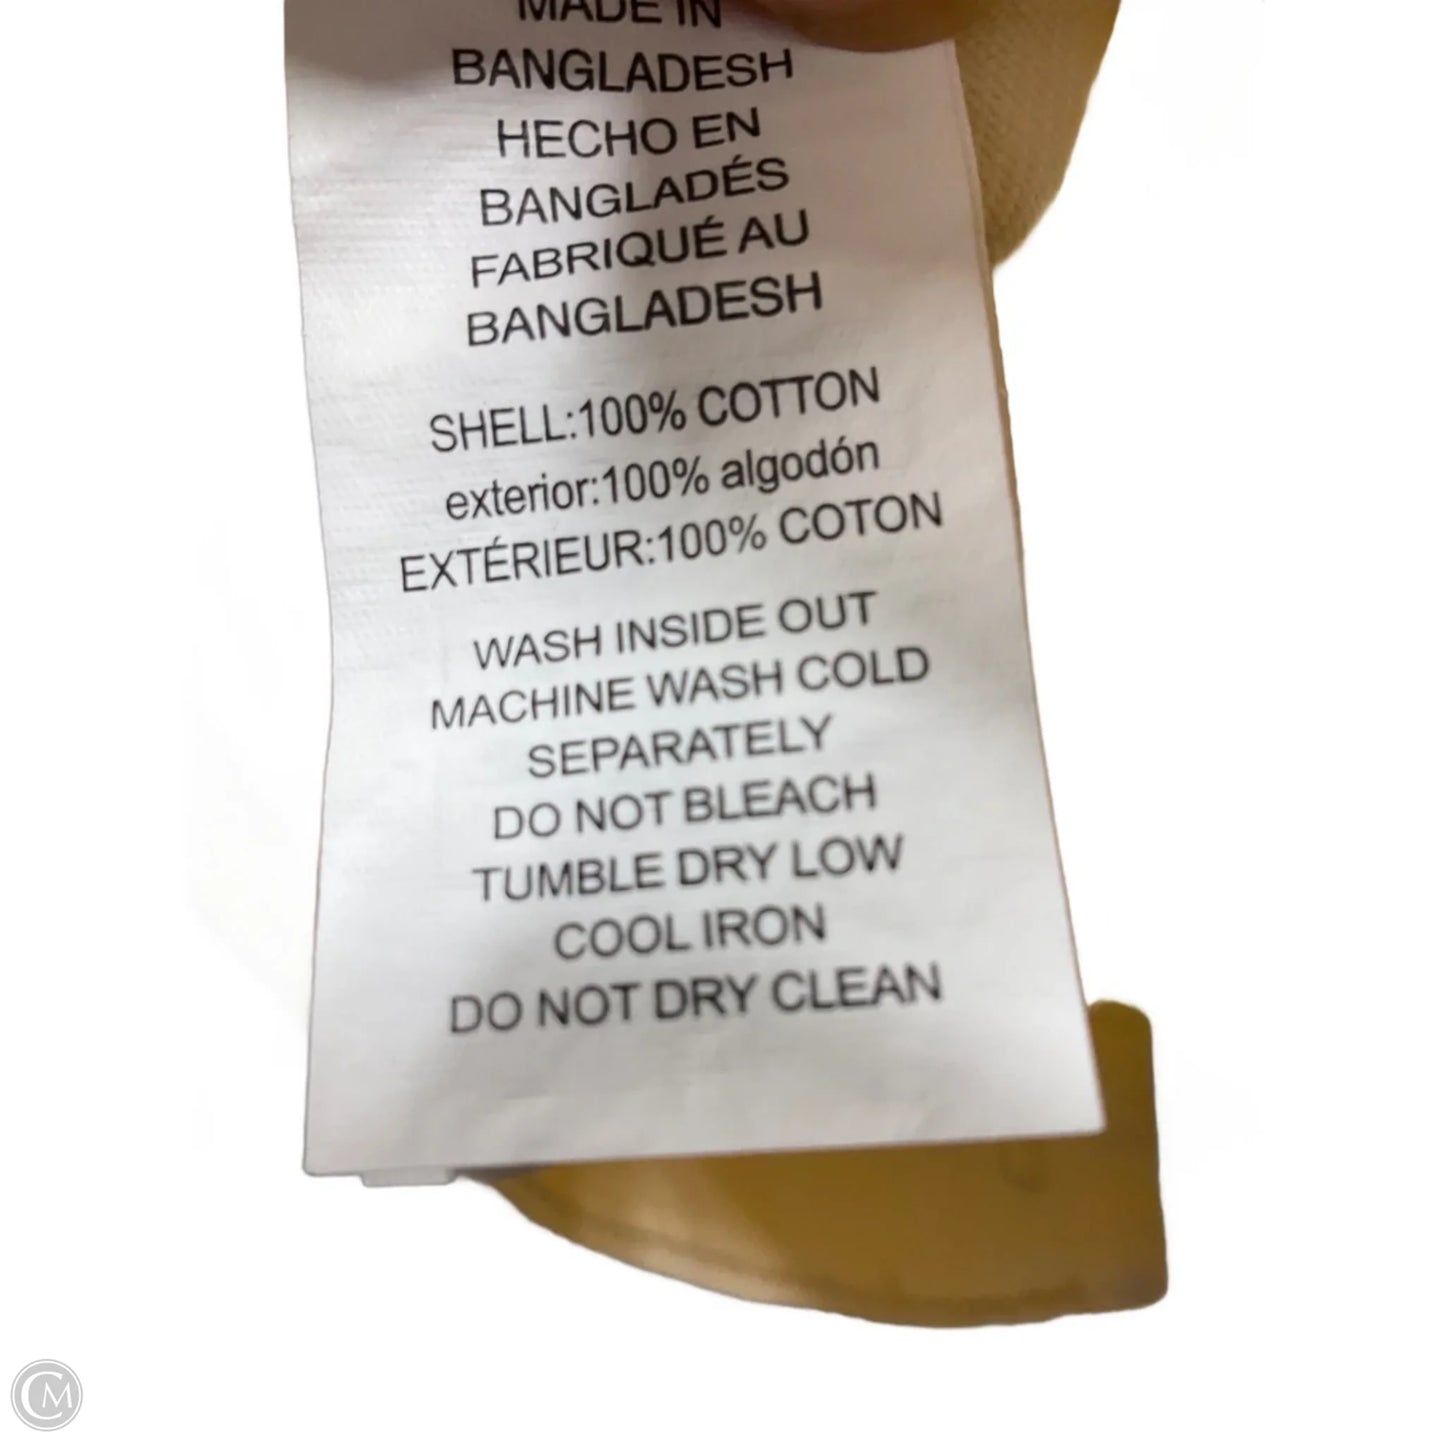 MADE IN
BANGLADESH
HECHO EN
BANGLADÉS
FABRIQUÉ AU
BANGLADESH
SHELL:100% COTTON
exterior:100% algodón
EXTÉRIEUR:100% COTON
WASH INSIDE OUT
MACHINE WASH COLD
SEPARATELY
DO NOT BLEACH
TUMBLE DRY LOW
COOL IRON
DO NOT DRY CLEAN
CM